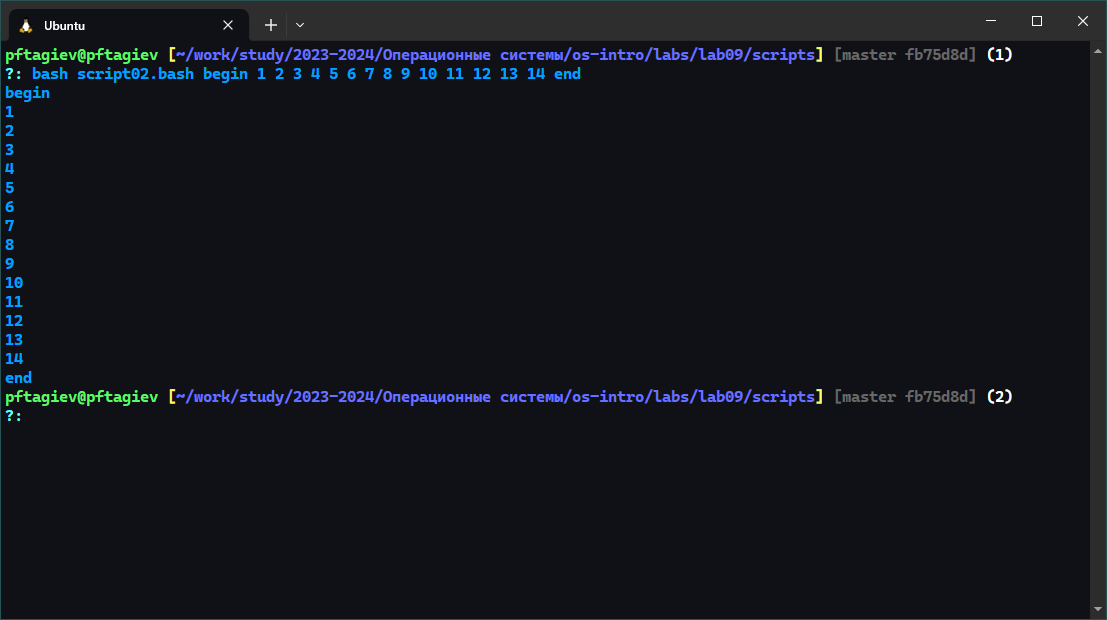 Ubuntu
pftagiev@pftagiev [~/work/study/2023-2024/Операционные системы/os-intro/labs/lab09/scripts] [master fb75d8d] (1)
?: bash script02.bash begin 1 2 3 4 5 6 7 8 9 10 11 12 13 14 end
begin
1
2
3
4
5
6
7
8
9
10
11
12
13
14
end
pftagiev@pftagiev [~/work/study/2023-2024/Операционные системы/os-intro/labs/lab09/scripts] [master fb75d8d] (2)
?: